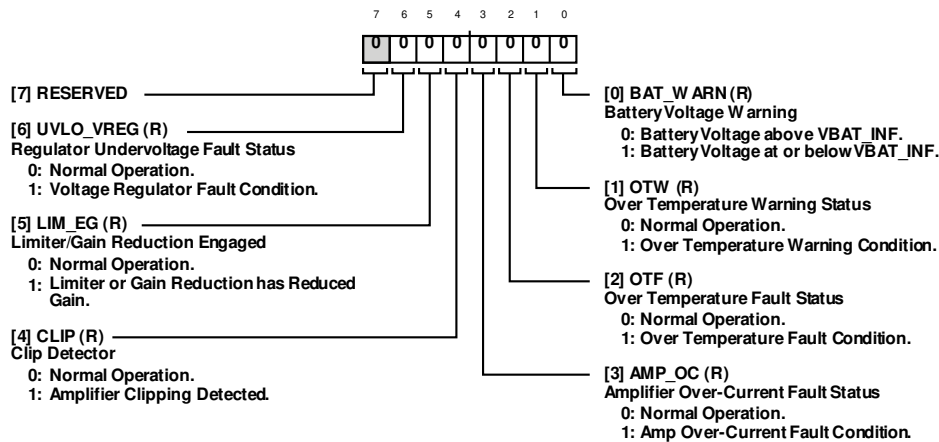 7 6 5 4 3 2 1 0
0 0 0 0 0 0 0 0
[7] RESERVED
[6] UVLO_VREG (R)
Regulator Undervoltage Fault Status
0: Normal Operation.
1: Voltage Regulator Fault Condition.
[5] LIM_EG (R)
Limiter/Gain Reduction Engaged
0: Normal Operation.
1: Limiter or Gain Reduction has Reduced
Gain.
[4] CLIP (R)
Clip Detector
0: Normal Operation.
1: Amplifier Clipping Detected.
[0] BAT_WARN (R)
Battery Voltage Warning
0: Battery Voltage above VBAT_INF.
1: Battery Voltage at or below VBAT_INF.
[1] OTW (R)
Over Temperature Warning Status
0: Normal Operation.
1: Over Temperature Warning Condition.
[2] OTF (R)
Over Temperature Fault Status
0: Normal Operation.
1: Over Temperature Fault Condition.
[3] AMP_OC (R)
Amplifier Over-Current Fault Status
0: Normal Operation.
1: Amp Over-Current Fault Condition.